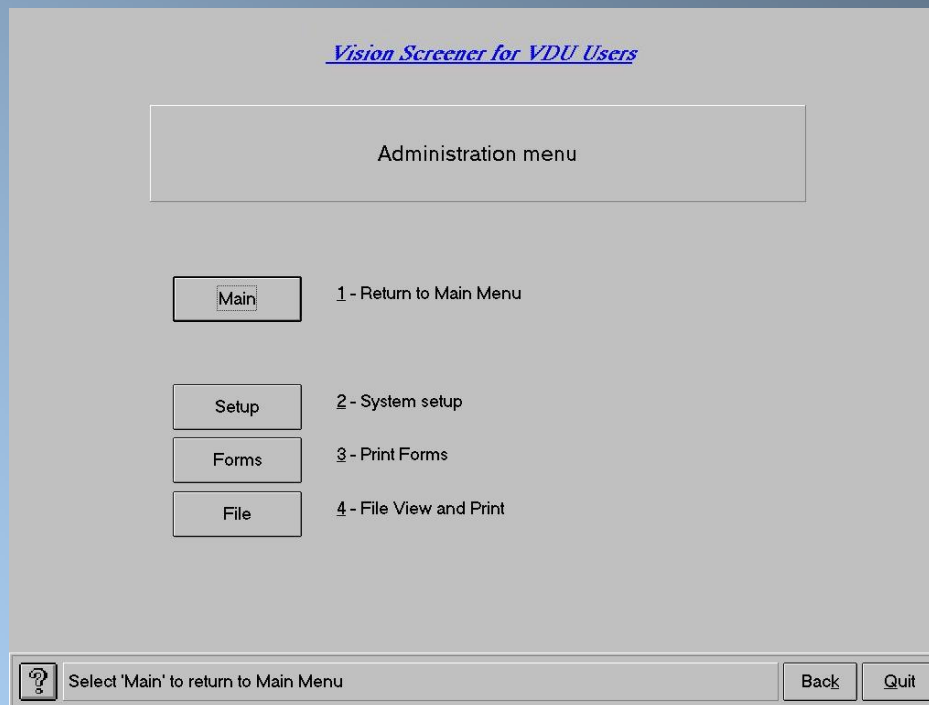 Vision Screener for VDU Users
Administration menu
Main 1 - Return to Main Menu
Setup 2 - System setup
Forms 3 - Print Forms
File 4 - File View and Print
? Select 'Main' to return to Main Menu Back Quit